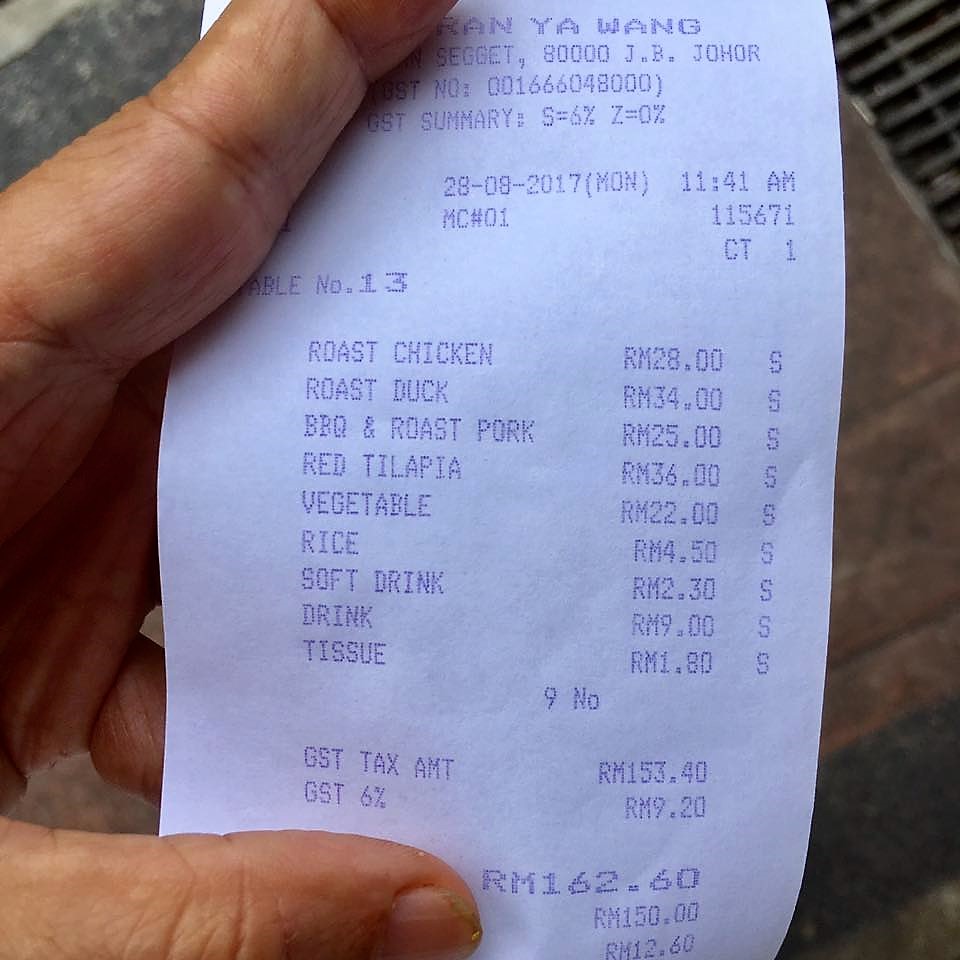 RAN YA WANG
SEGGET, 80000 J.B. JOHOR
(GST NO: 001666048000)
GST SUMMARY: S=6% Z=0%
28-08-2017(MON) 11:41 AM
MC#01 115671
CT 1
ABLE No.13
ROAST CHICKEN RM28.00 S
ROAST DUCK RM34.00 S
BBQ & ROAST PORK RM25.00 S
RED TILAPIA RM36.00 S
VEGETABLE RM22.00 S
RICE RM4.50 S
SOFT DRINK RM2.30 S
DRINK RM9.00 S
TISSUE RM1.80 S
9 No
GST TAX AMT RM153.40
GST 6% RM9.20
RM162.60
RM150.00
RM12.60